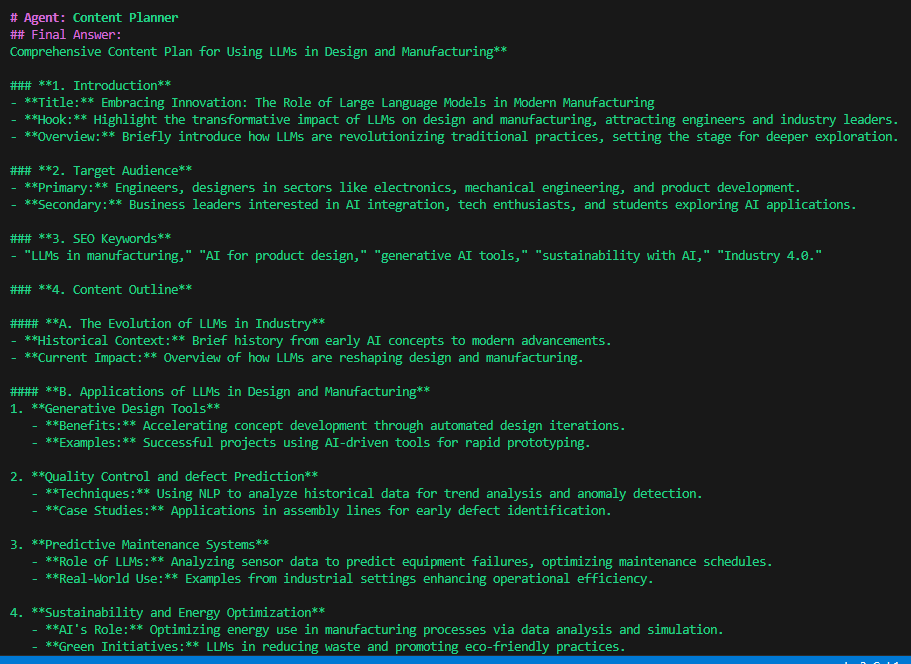 # Agent: Content Planner
## Final Answer:
Comprehensive Content Plan for Using LLMs in Design and Manufacturing**

### **1. Introduction**
- **Title:** Embracing Innovation: The Role of Large Language Models in Modern Manufacturing
- **Hook:** Highlight the transformative impact of LLMs on design and manufacturing, attracting engineers and industry leaders.
- **Overview:** Briefly introduce how LLMs are revolutionizing traditional practices, setting the stage for deeper exploration.

### **2. Target Audience**
- **Primary:** Engineers, designers in sectors like electronics, mechanical engineering, and product development.
- **Secondary:** Business leaders interested in AI integration, tech enthusiasts, and students exploring AI applications.

### **3. SEO Keywords**
- "LLMs in manufacturing," "AI for product design," "generative AI tools," "sustainability with AI," "Industry 4.0."

### **4. Content Outline**

#### **A. The Evolution of LLMs in Industry**
- **Historical Context:** Brief history from early AI concepts to modern advancements.
- **Current Impact:** Overview of how LLMs are reshaping design and manufacturing.

#### **B. Applications of LLMs in Design and Manufacturing**
1. **Generative Design Tools**
   - **Benefits:** Accelerating concept development through automated design iterations.
   - **Examples:** Successful projects using AI-driven tools for rapid prototyping.

2. **Quality Control and defect Prediction**
   - **Techniques:** Using NLP to analyze historical data for trend analysis and anomaly detection.
   - **Case Studies:** Applications in assembly lines for early defect identification.

3. **Predictive Maintenance Systems**
   - **Role of LLMs:** Analyzing sensor data to predict equipment failures, optimizing maintenance schedules.
   - **Real-World Use:** Examples from industrial settings enhancing operational efficiency.

4. **Sustainability and Energy Optimization**
   - **AI's Role:** Optimizing energy use in manufacturing processes via data analysis and simulation.
   - **Green Initiatives:** LLMs in reducing waste and promoting eco-friendly practices.